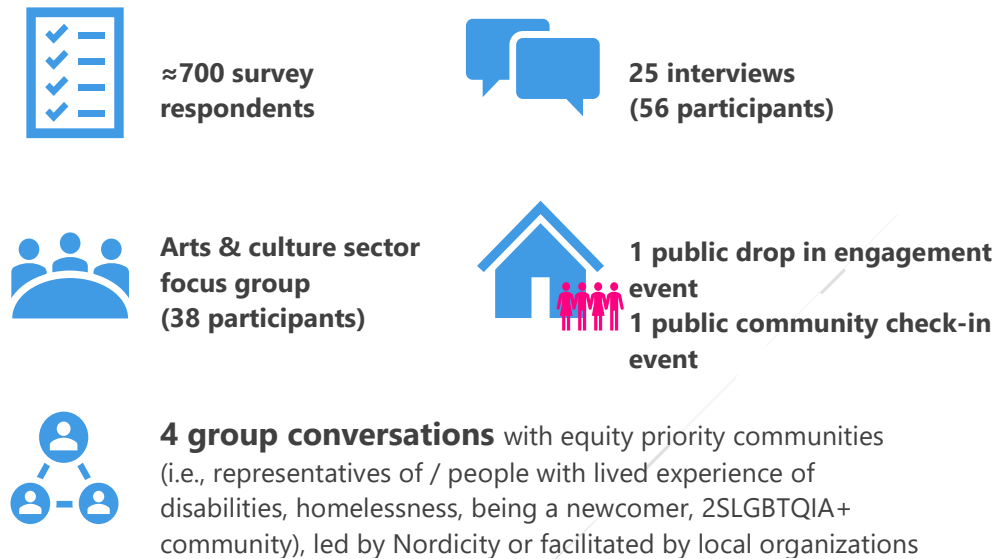 ≈700 survey
respondents
25 interviews
(56 participants)
Arts & culture sector
focus group
(38 participants)
1 public drop in engagement
event
1 public community check-in
event
4 group conversations with equity priority communities
(i.e., representatives of / people with lived experience of
disabilities, homelessness, being a newcomer, 2SLGBTQIA+
community), led by Nordicity or facilitated by local organizations